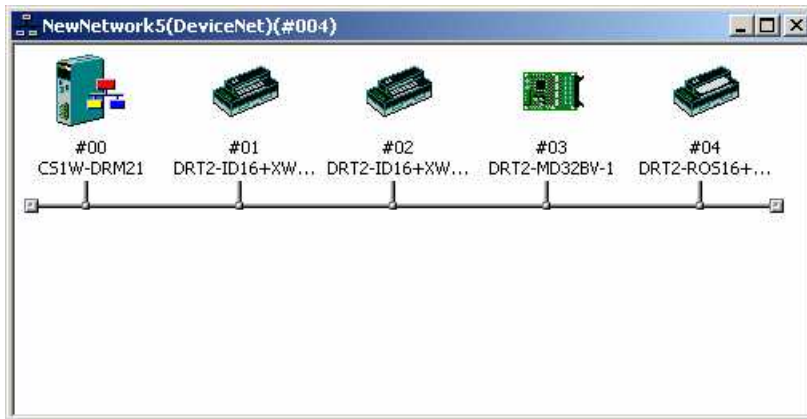 NewNetwork5(DeviceNet)(#004)
#00 #01 #02 #03 #04
CS1W-DRM21 DRT2-ID16+XW... DRT2-ID16+XW... DRT2-MD32BV-1 DRT2-ROS16+...